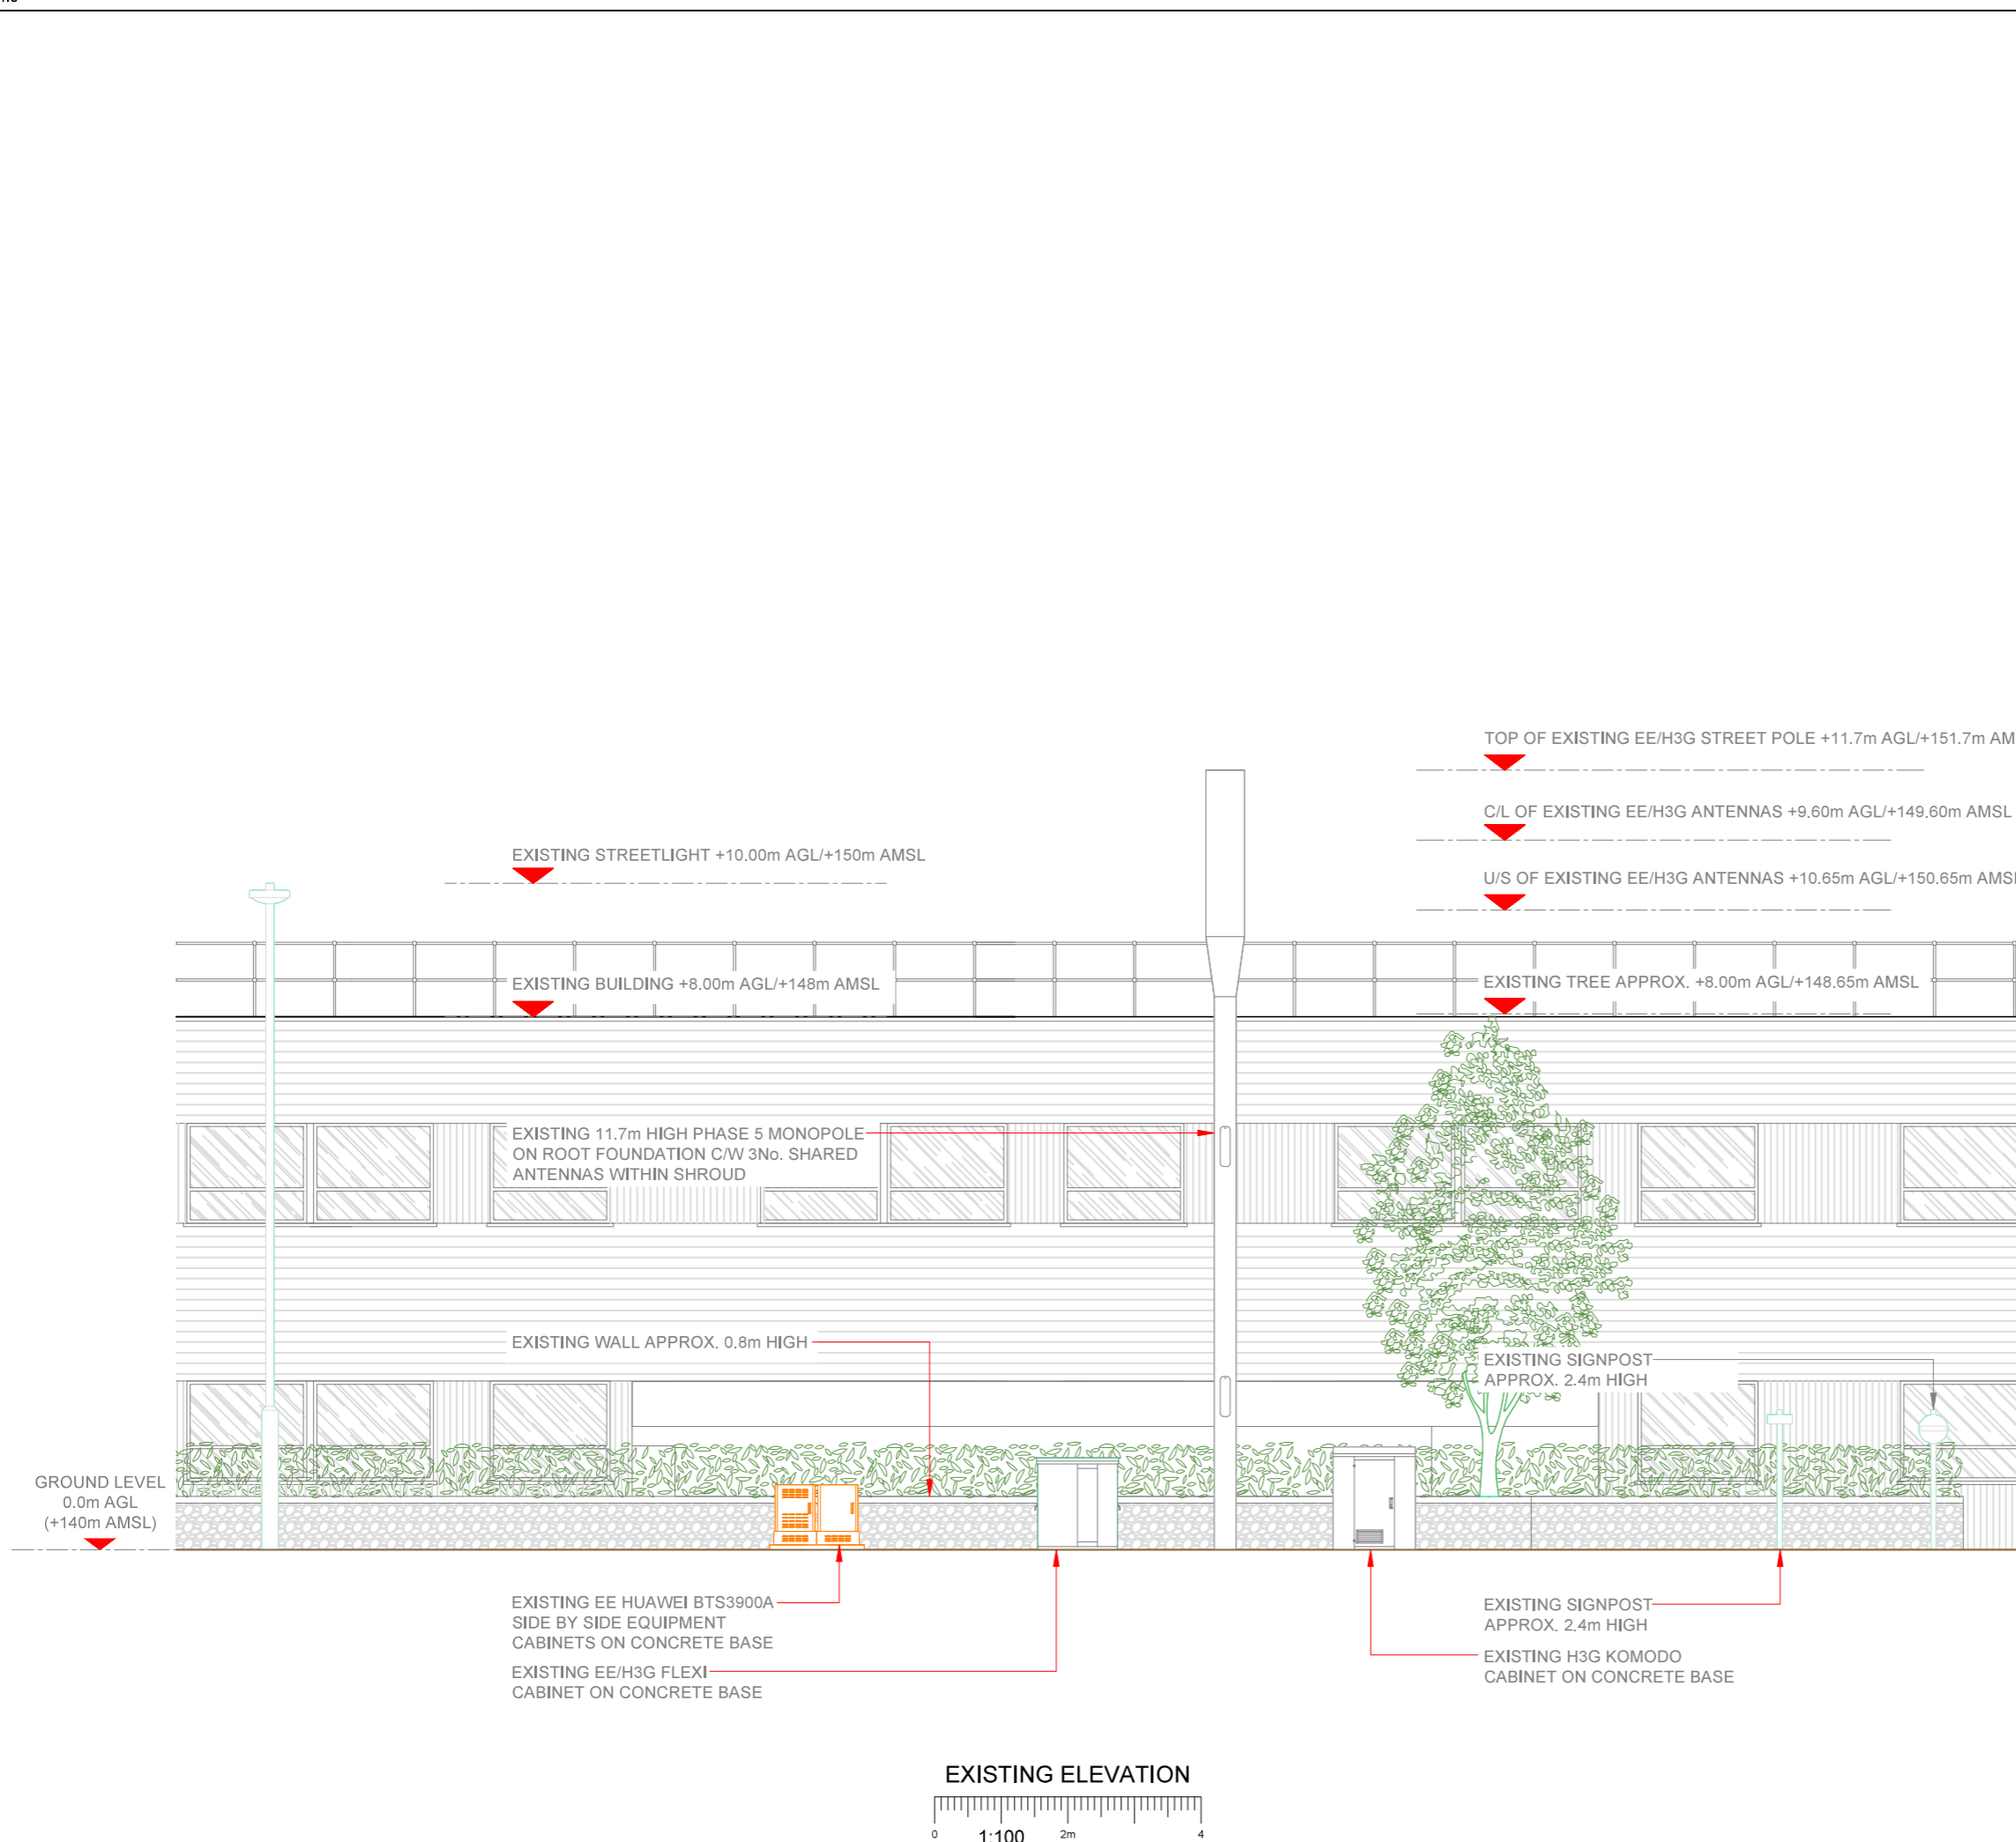 TOP OF EXISTING EE/H3G STREET POLE +11.7m AGL/+151.7m AM
C/L OF EXISTING EE/H3G ANTENNAS +9.60m AGL/+149.60m AMSL
EXISTING STREETLIGHT +10.00m AGL/+150m AMSL
U/S OF EXISTING EE/H3G ANTENNAS +10.65m AGL/+150.65m AMSL
EXISTING BUILDING +8.00m AGL/+148m AMSL
EXISTING TREE APPROX. +8.00m AGL/+148.65m AMSL
EXISTING 11.7m HIGH PHASE 5 MONOPOLE
ON ROOT FOUNDATION C/W 3No. SHARED
ANTENNAS WITHIN SHROUD
EXISTING WALL APPROX. 0.8m HIGH
EXISTING SIGNPOST
APPROX. 2.4m HIGH
GROUND LEVEL
0.0m AGL
(+140m AMSL)
EXISTING EE HUAWEI BTS3900A
SIDE BY SIDE EQUIPMENT
CABINETS ON CONCRETE BASE
EXISTING EE/H3G FLEXI
CABINET ON CONCRETE BASE
EXISTING SIGNPOST
APPROX. 2.4m HIGH
EXISTING H3G KOMODO
CABINET ON CONCRETE BASE
EXISTING ELEVATION
0 1:100 2m 4